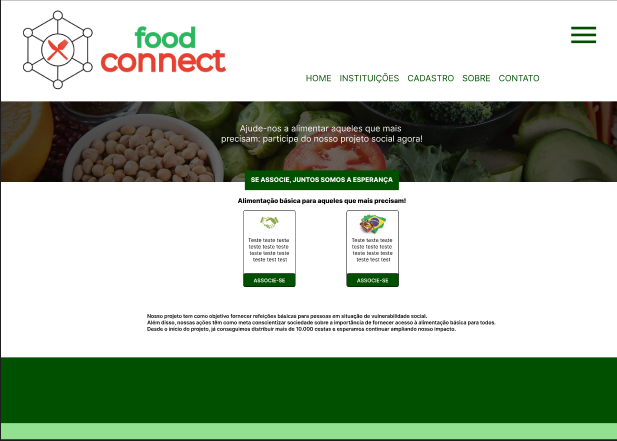 food
connect
HOME INSTITUIÇÕES CADASTRO SOBRE CONTATO
Ajude-nos a alimentar aqueles que mais
precisam: participe do nosso projeto social agora!
SE ASSOCIE, JUNTOS SOMOS A ESPERANÇA
Alimentação básica para aqueles que mais precisam!
Teste teste testa
teste teste teste
teste teste teste
teste test test
ASSOCIE-SE
Teste teste teste
teste teste teste
teste teste teste
teste test test
ASSOCIE-SE
Nosso projeto tem como objetivo fornecer refeições básicas para pessoas em situação de vulnerabilidade social.
Além disso, nossas ações têm como meta conscientizar sociedade sobre a importância de fornecer acesso à alimentação básica para todos.
Desde o início do projeto, já conseguimos distribuir mais de 10.000 cestas e esperamos continuar ampliando nosso impacto.